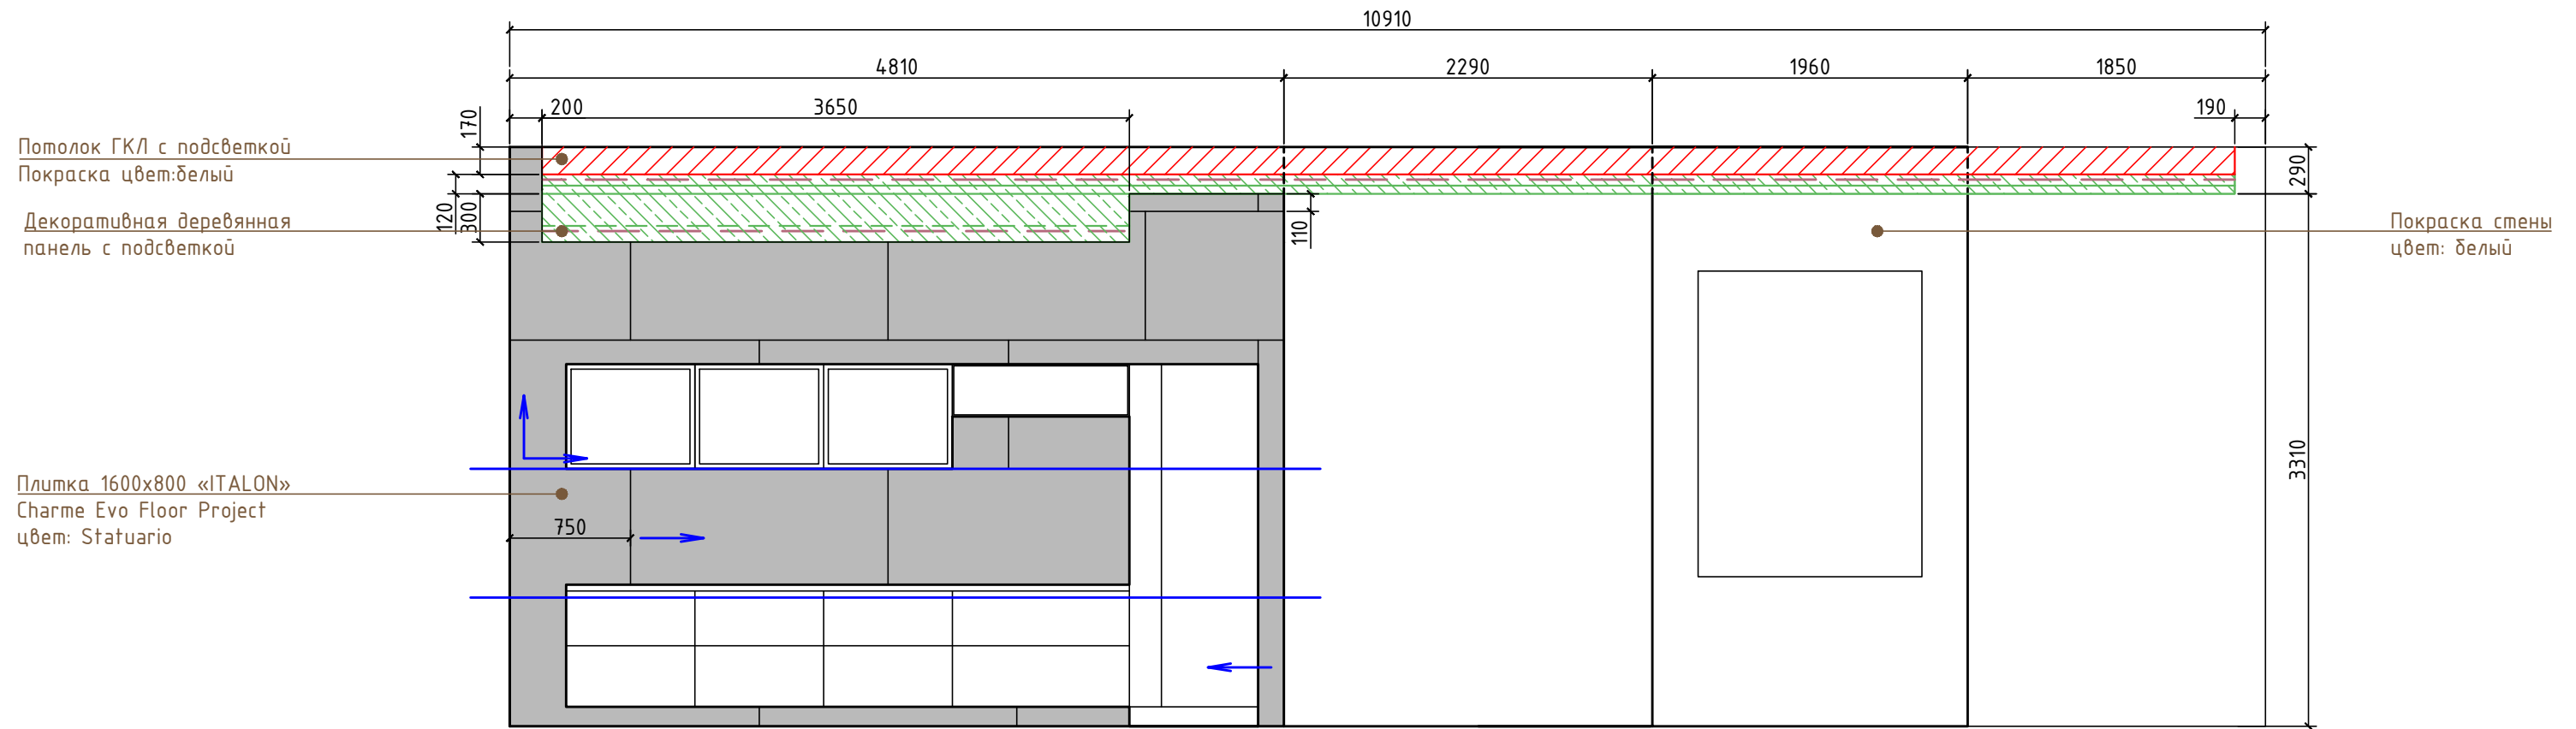 10910
4810
2290
1960
1850
200
3650
190
170
Потолок ГКЛ с подсветкой
Покраска цвет:белый
290
120
300
110
Декоративная деревянная
панель с подсветкой
Покраска стены
цвет: белый
3310
Плитка 1600х800 «ITALON»
Charme Evo Floor Project
цвет: Statuario
750